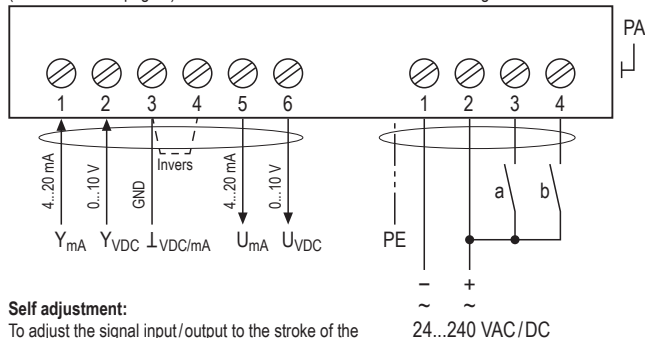 PA
1 2 3 4 5 6 1 2 3 4
Invers
4...20 mA
0...10 V
GND
4...20 mA
0...10 V
a
b
YmA YVDC ⊥VDC/mA UmA UVDC PE
– +
~ ~
Self adjustment:
To adjust the signal input/output to the stroke of the
24...240 VAC/DC